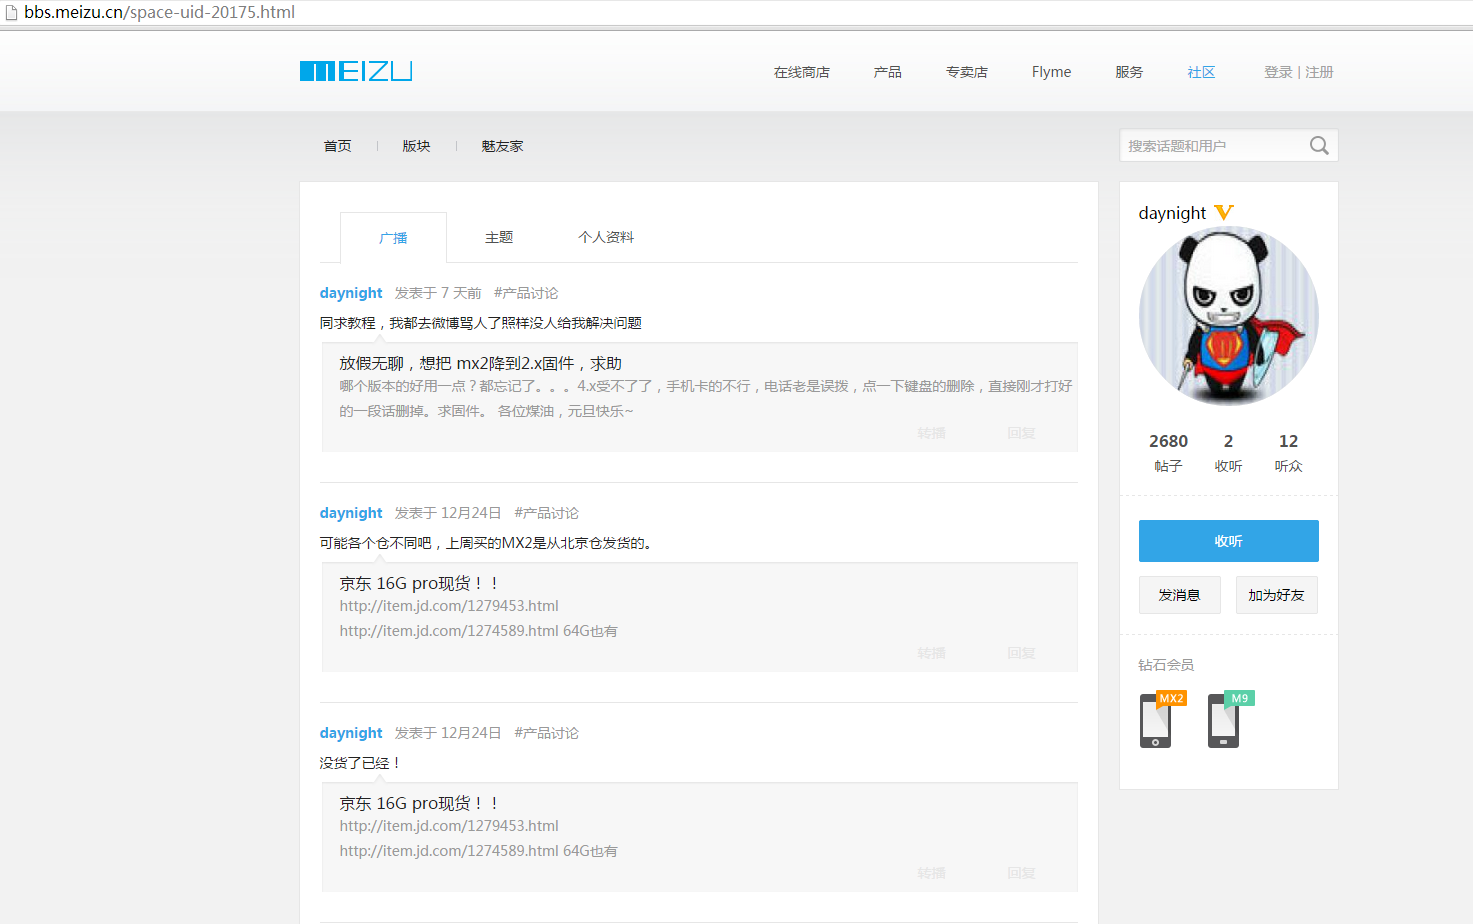 bbs.meizu.cn/space-uid-20175.html
MEIZU
在线商店 产品 专卖店 Flyme 服务 社区 登录 | 注册
首页 版块 魅友家 搜索话题和用户
广播 主题 个人资料
daynight 发表于 7 天前 #产品讨论
同求教程，我都去微博骂人了照样没人给我解决问题
放假无聊，想把 mx2降到2.x固件，求助
哪个版本的好用一点？都忘记了。。。4.x受不了了，手机卡的不行，电话老是误拨，点一下键盘的删除，直接刚才打好
的一段话删掉。求固件。 各位煤油，元旦快乐~
转播 回复
daynight 发表于 12月24日 #产品讨论
可能各个仓不同吧，上周买的MX2是从北京仓发货的。
京东 16G pro现货！！
http://item.jd.com/1279453.html
http://item.jd.com/1274589.html 64G也有
转播 回复
daynight 发表于 12月24日 #产品讨论
没货了已经！
京东 16G pro现货！！
http://item.jd.com/1279453.html
http://item.jd.com/1274589.html 64G也有
转播 回复
daynight
2680 2 12
帖子 收听 听众
收听
发消息 加为好友
钻石会员
MX2 M9